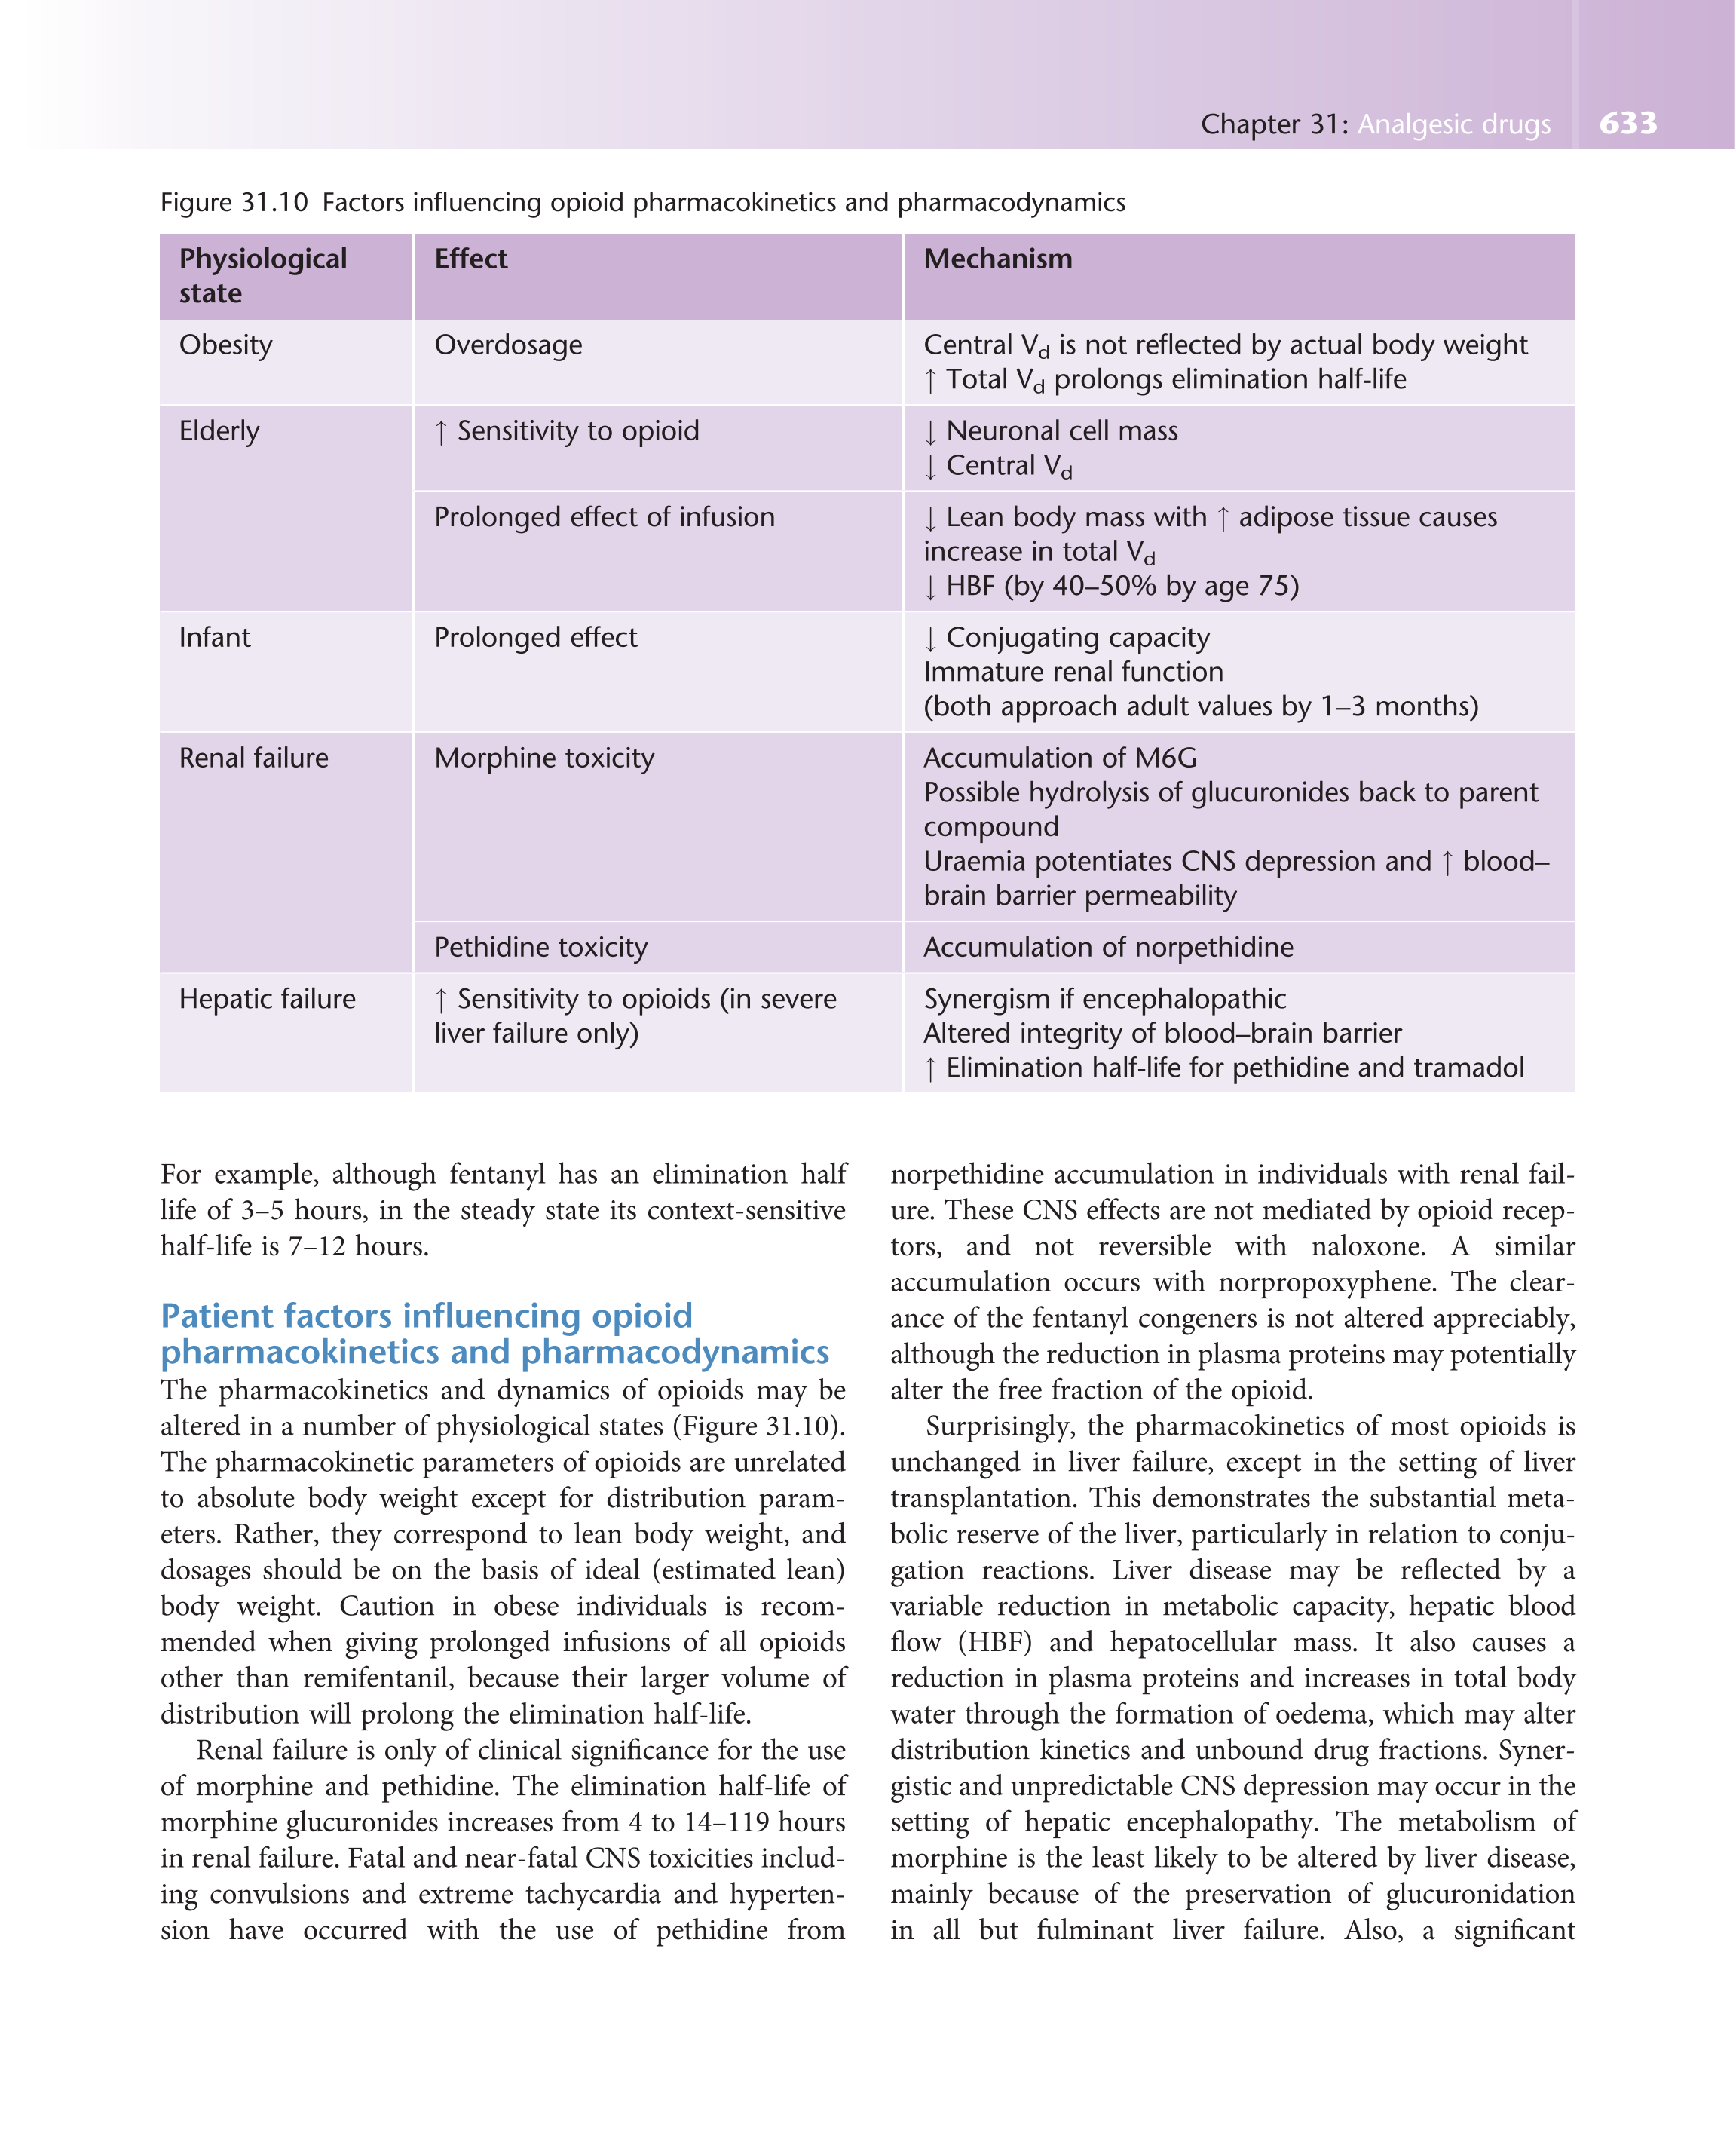 Chapter 31: Analgesic drugs 633
Figure 31.10 Factors influencing opioid pharmacokinetics and pharmacodynamics
Physiological
state
Effect
Mechanism
Obesity
Overdosage
Central Vd is not reflected by actual body weight
↑ Total Vd prolongs elimination half-life
Elderly
↑ Sensitivity to opioid
↓ Neuronal cell mass
↓ Central Vd
Prolonged effect of infusion
↓ Lean body mass with ↑ adipose tissue causes
increase in total Vd
↓ HBF (by 40–50% by age 75)
Infant
Prolonged effect
↓ Conjugating capacity
Immature renal function
(both approach adult values by 1–3 months)
Renal failure
Morphine toxicity
Accumulation of M6G
Possible hydrolysis of glucuronides back to parent
compound
Uraemia potentiates CNS depression and ↑ blood–
brain barrier permeability
Pethidine toxicity
Accumulation of norpethidine
Hepatic failure
↑ Sensitivity to opioids (in severe
liver failure only)
Synergism if encephalopathic
Altered integrity of blood–brain barrier
↑ Elimination half-life for pethidine and tramadol
For example, although fentanyl has an elimination half
life of 3–5 hours, in the steady state its context-sensitive
half-life is 7–12 hours.
Patient factors influencing opioid
pharmacokinetics and pharmacodynamics
The pharmacokinetics and dynamics of opioids may be
altered in a number of physiological states (Figure 31.10).
The pharmacokinetic parameters of opioids are unrelated
to absolute body weight except for distribution param-
eters. Rather, they correspond to lean body weight, and
dosages should be on the basis of ideal (estimated lean)
body weight. Caution in obese individuals is recom-
mended when giving prolonged infusions of all opioids
other than remifentanil, because their larger volume of
distribution will prolong the elimination half-life.
Renal failure is only of clinical significance for the use
of morphine and pethidine. The elimination half-life of
morphine glucuronides increases from 4 to 14–119 hours
in renal failure. Fatal and near-fatal CNS toxicities includ-
ing convulsions and extreme tachycardia and hyperten-
sion have occurred with the use of pethidine from
norpethidine accumulation in individuals with renal fail-
ure. These CNS effects are not mediated by opioid recep-
tors, and not reversible with naloxone. A similar
accumulation occurs with norpropoxyphene. The clear-
ance of the fentanyl congeners is not altered appreciably,
although the reduction in plasma proteins may potentially
alter the free fraction of the opioid.
Surprisingly, the pharmacokinetics of most opioids is
unchanged in liver failure, except in the setting of liver
transplantation. This demonstrates the substantial meta-
bolic reserve of the liver, particularly in relation to conju-
gation reactions. Liver disease may be reflected by a
variable reduction in metabolic capacity, hepatic blood
flow (HBF) and hepatocellular mass. It also causes a
reduction in plasma proteins and increases in total body
water through the formation of oedema, which may alter
distribution kinetics and unbound drug fractions. Syner-
gistic and unpredictable CNS depression may occur in the
setting of hepatic encephalopathy. The metabolism of
morphine is the least likely to be altered by liver disease,
mainly because of the preservation of glucuronidation
in all but fulminant liver failure. Also, a significant